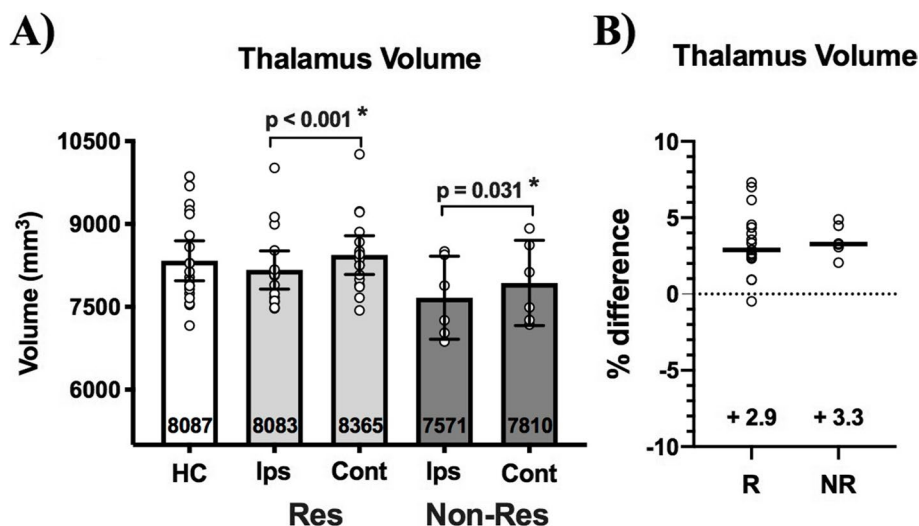 A)
Thalamus Volume
p < 0.001 *
p = 0.031 *
Volume (mm³)
10500
9000
7500
6000
8087
8083
8365
7571
7810
HC
Ips
Cont
Ips
Cont
Res
Non-Res
B)
Thalamus Volume
% difference
10
5
0
-5
-10
+ 2.9
+ 3.3
R
NR